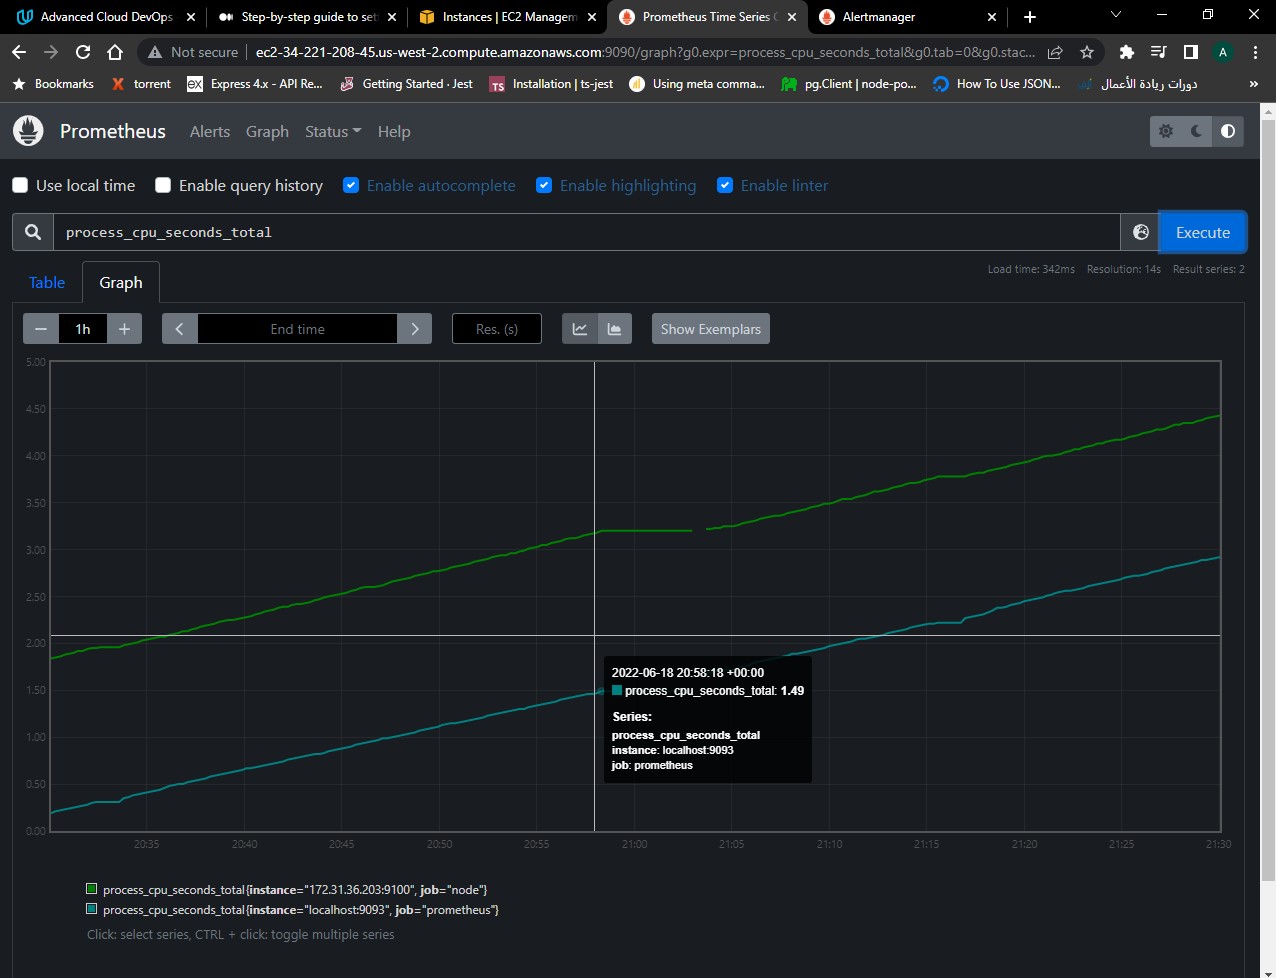 Advanced Cloud DevOps
Step-by-step guide to set
Instances | EC2 Managem
Prometheus Time Series C
Alertmanager
Not secure
ec2-34-221-208-45.us-west-2.compute.amazonaws.com:9090/graph?g0.expr=process_cpu_seconds_total&g0.tab=0&g0.stac...
A
Bookmarks
torrent
ex Express 4.x - API Re...
Getting Started · Jest
TS Installation | ts-jest
Using meta comma...
pg.Client | node-po...
How To Use JSON...
دورات ريادة الأعمال
»
Prometheus
Alerts
Graph
Status
Help
Use local time
Enable query history
Enable autocomplete
Enable highlighting
Enable linter
process_cpu_seconds_total
Execute
Load time: 342ms Resolution: 14s Result series: 2
Table
Graph
1h
End time
Res. (s)
Show Exemplars
5.00
4.50
4.00
3.50
3.00
2.50
2.00
1.50
1.00
0.50
0.00
2022-06-18 20:58:18 +00:00
process_cpu_seconds_total: 1.49
Series:
process_cpu_seconds_total
instance: localhost:9093
job: prometheus
20:35 20:40 20:45 20:50 20:55 21:00 21:05 21:10 21:15 21:20 21:25 21:30
process_cpu_seconds_total{instance="172.31.36.203:9100", job="node"}
process_cpu_seconds_total{instance="localhost:9093", job="prometheus"}
Click: select series, CTRL + click: toggle multiple series